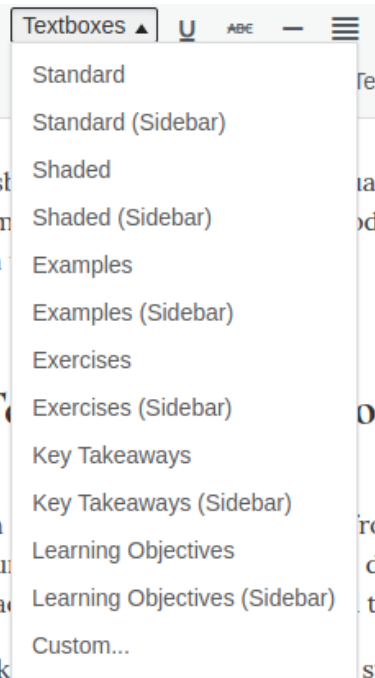 Textboxes ▲ U ABC
Standard
Standard (Sidebar)
Shaded
Shaded (Sidebar)
Examples
Examples (Sidebar)
Exercises
Exercises (Sidebar)
Key Takeaways
Key Takeaways (Sidebar)
Learning Objectives
Learning Objectives (Sidebar)
Custom...